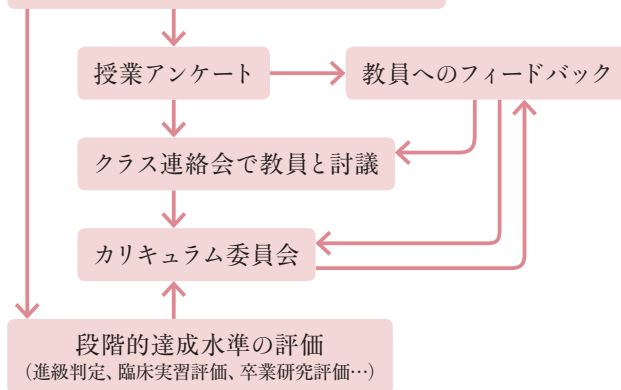 授業アンケート
教員へのフィードバック
クラス連絡会で教員と討議
カリキュラム委員会
段階的達成水準の評価
（進級判定、臨床実習評価、卒業研究評価…）